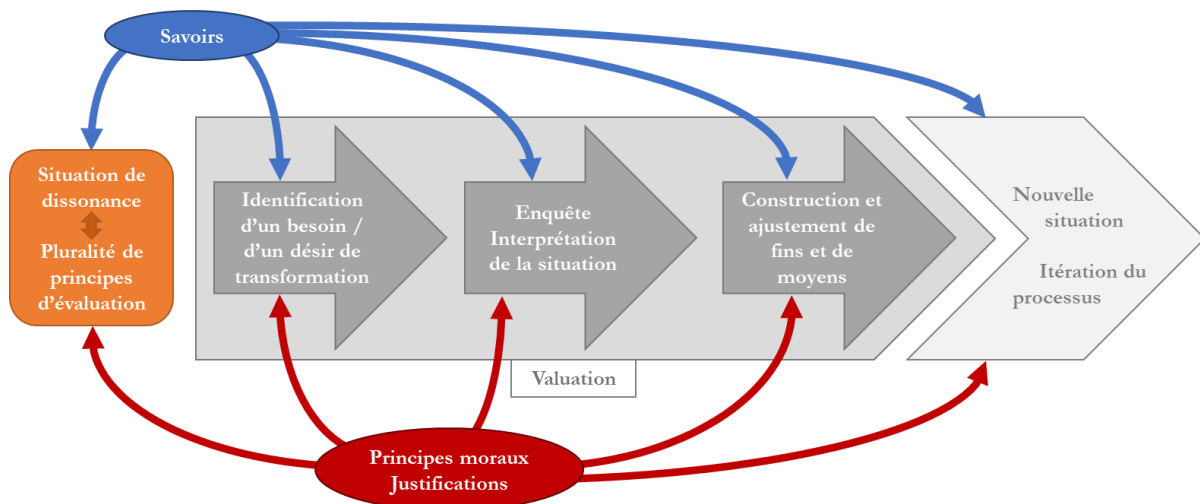 Savoirs
Situation de
dissonance
Pluralité de
principes
d'évaluation
Identification
d'un besoin /
d'un désir de
transformation
Enquête
Interprétation
de la situation
Construction et
ajustement de
fins et de
moyens
Nouvelle
situation
Itération du
processus
Valuation
Principes moraux
Justifications